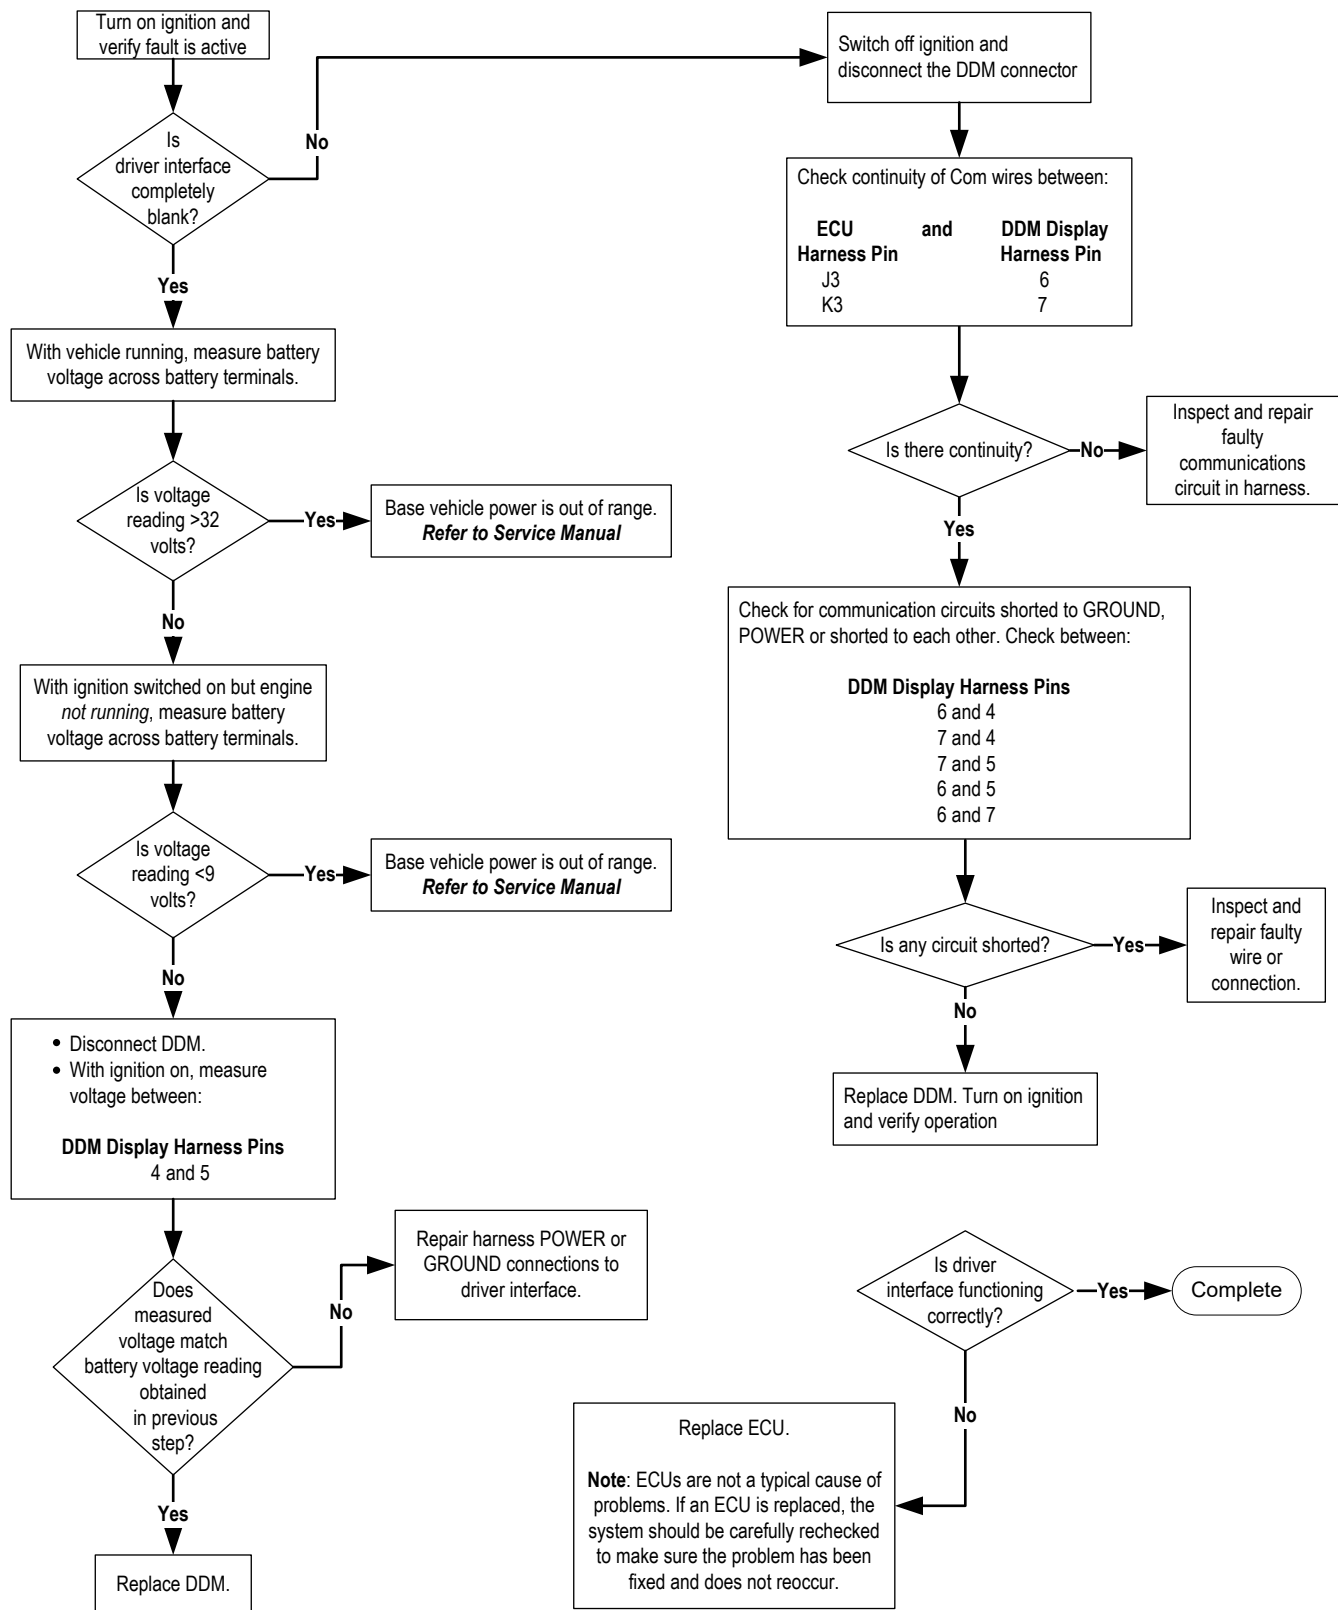 Turn on ignition and
verify fault is active
Is
driver interface
completely
blank?
No
Yes
With vehicle running, measure battery
voltage across battery terminals.
Is voltage
reading >32
volts?
Yes
Base vehicle power is out of range.
Refer to Service Manual
No
With ignition switched on but engine
not running, measure battery
voltage across battery terminals.
Is voltage
reading <9
volts?
Yes
Base vehicle power is out of range.
Refer to Service Manual
No
• Disconnect DDM.
• With ignition on, measure
voltage between:
DDM Display Harness Pins
4 and 5
Does
measured
voltage match
battery voltage reading
obtained
in previous
step?
No
Repair harness POWER or
GROUND connections to
driver interface.
Yes
Replace DDM.
Switch off ignition and
disconnect the DDM connector
Check continuity of Com wires between:
ECU and DDM Display
Harness Pin Harness Pin
J3 6
K3 7
Is there continuity?
No
Inspect and repair
faulty
communications
circuit in harness.
Yes
Check for communication circuits shorted to GROUND,
POWER or shorted to each other. Check between:
DDM Display Harness Pins
6 and 4
7 and 4
7 and 5
6 and 5
6 and 7
Is any circuit shorted?
Yes
Inspect and
repair faulty
wire or
connection.
No
Replace DDM. Turn on ignition
and verify operation
Is driver
interface functioning
correctly?
Yes
Complete
No
Replace ECU.
Note: ECUs are not a typical cause of
problems. If an ECU is replaced, the
system should be carefully rechecked
to make sure the problem has been
fixed and does not reoccur.